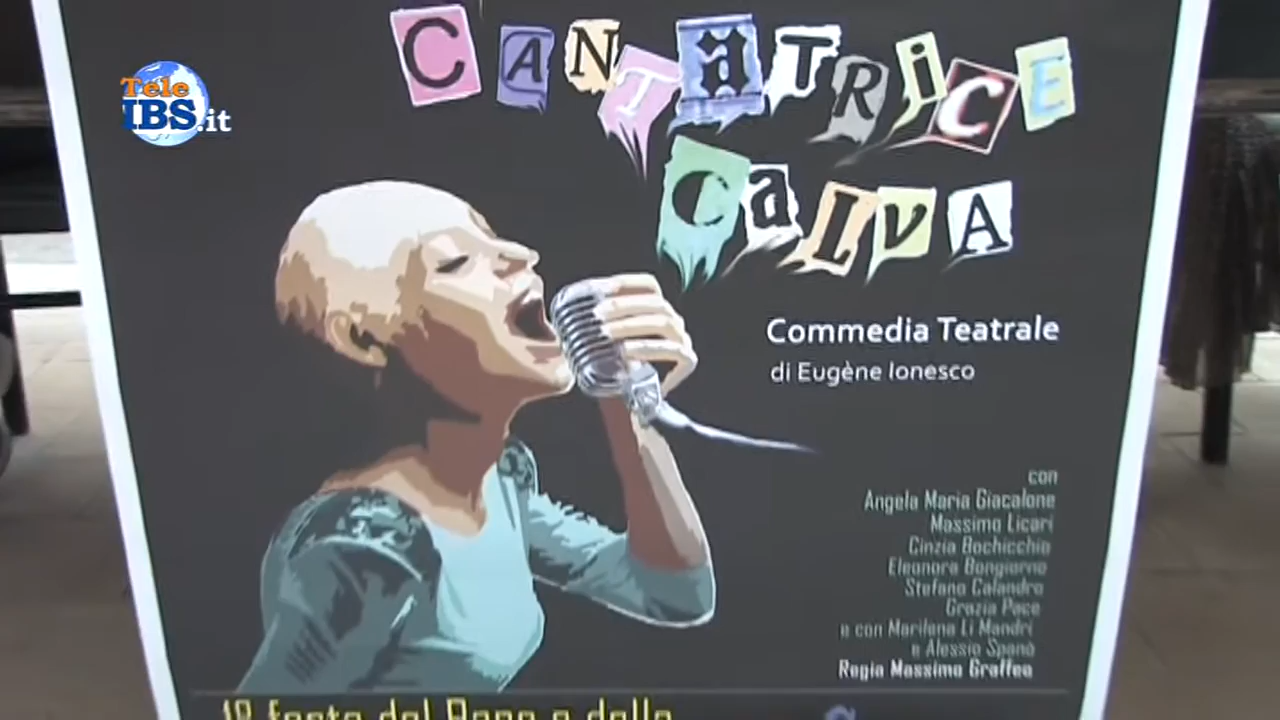 CANTATRICE
Tele
IBS.it
CalvA
Commedia Teatrale
di Eugène Ionesco
con
Angela Maria Giacalone
Massimo Licari
Cinzia Bochicchio
Eleonora Bongiorno
Stefano Calandro
Grazia Pace
e con Marilena Li Mandri
e Alessio Spanò
Regia Massimo Graffeo